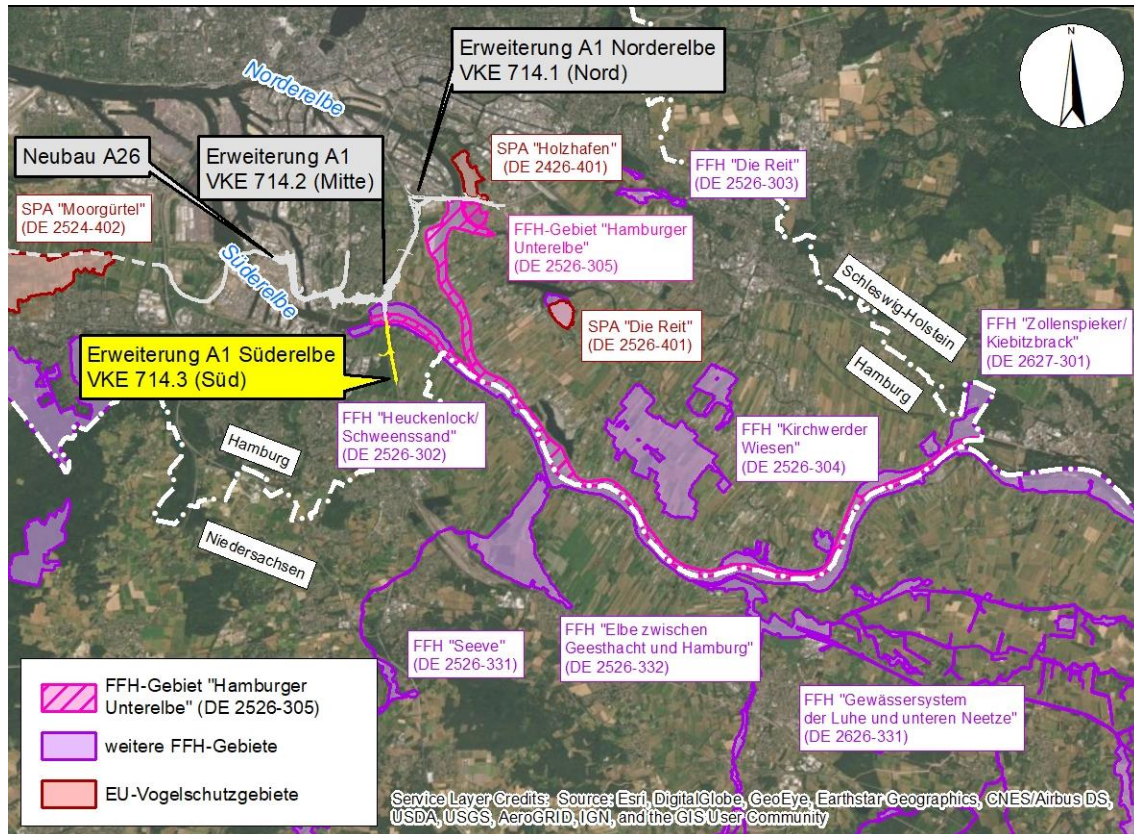 Erweiterung A1 Norderelbe
VKE 714.1 (Nord)
N
Norderelbe
Neubau A26
Erweiterung A1
VKE 714.2 (Mitte)
SPA "Holzhafen"
(DE 2426-401)
FFH "Die Reit"
(DE 2526-303)
SPA "Moorgürtel"
(DE 2524-402)
FFH-Gebiet "Hamburger
Unterelbe"
(DE 2526-305)
Süderelbe
Schleswig-Holstein
Hamburg
SPA "Die Reit"
(DE 2526-401)
FFH "Zollenspieker/
Kiebitzbrack"
(DE 2627-301)
Erweiterung A1 Süderelbe
VKE 714.3 (Süd)
FFH "Heuckenlock/
Schweenssand"
(DE 2526-302)
FFH "Kirchwerder
Wiesen"
(DE 2526-304)
Hamburg
Niedersachsen
FFH "Seeve"
(DE 2526-331)
FFH "Elbe zwischen
Geesthacht und Hamburg"
(DE 2526-332)
FFH "Gewässersystem
der Luhe und unteren Neetze"
(DE 2626-331)
FFH-Gebiet "Hamburger
Unterelbe" (DE 2526-305)
weitere FFH-Gebiete
EU-Vogelschutzgebiete
Service Layer Credits: Source: Esri, DigitalGlobe, GeoEye, Earthstar Geographics, CNES/Airbus DS,
USDA, USGS, AeroGRID, IGN, and the GIS User Community